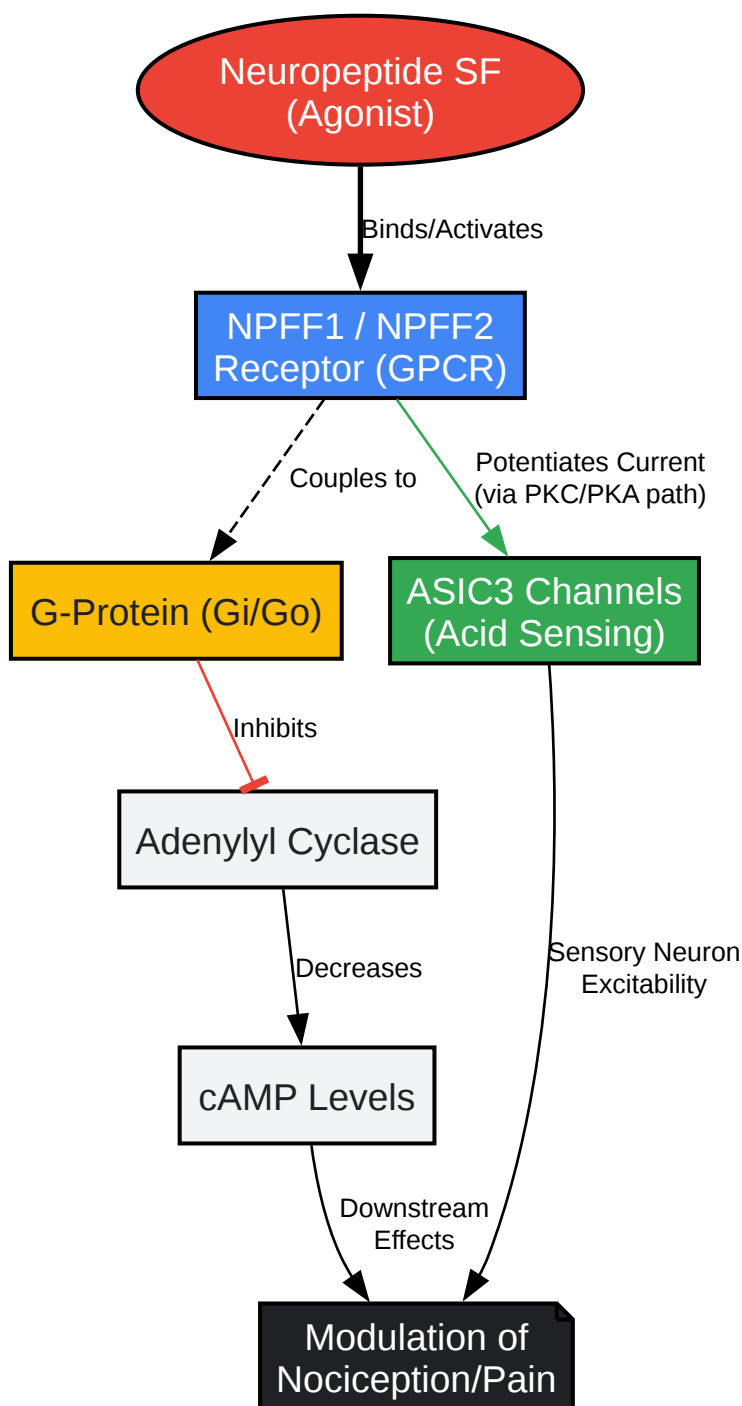 Neuropeptide SF
(Agonist)
Binds/Activates
NPFF1 / NPFF2
Receptor (GPCR)
Couples to
Potentiates Current
(via PKC/PKA path)
G-Protein (Gi/Go)
ASIC3 Channels
(Acid Sensing)
Inhibits
Adenylyl Cyclase
Decreases
Sensory Neuron
Excitability
cAMP Levels
Downstream
Effects
Modulation of
Nociception/Pain